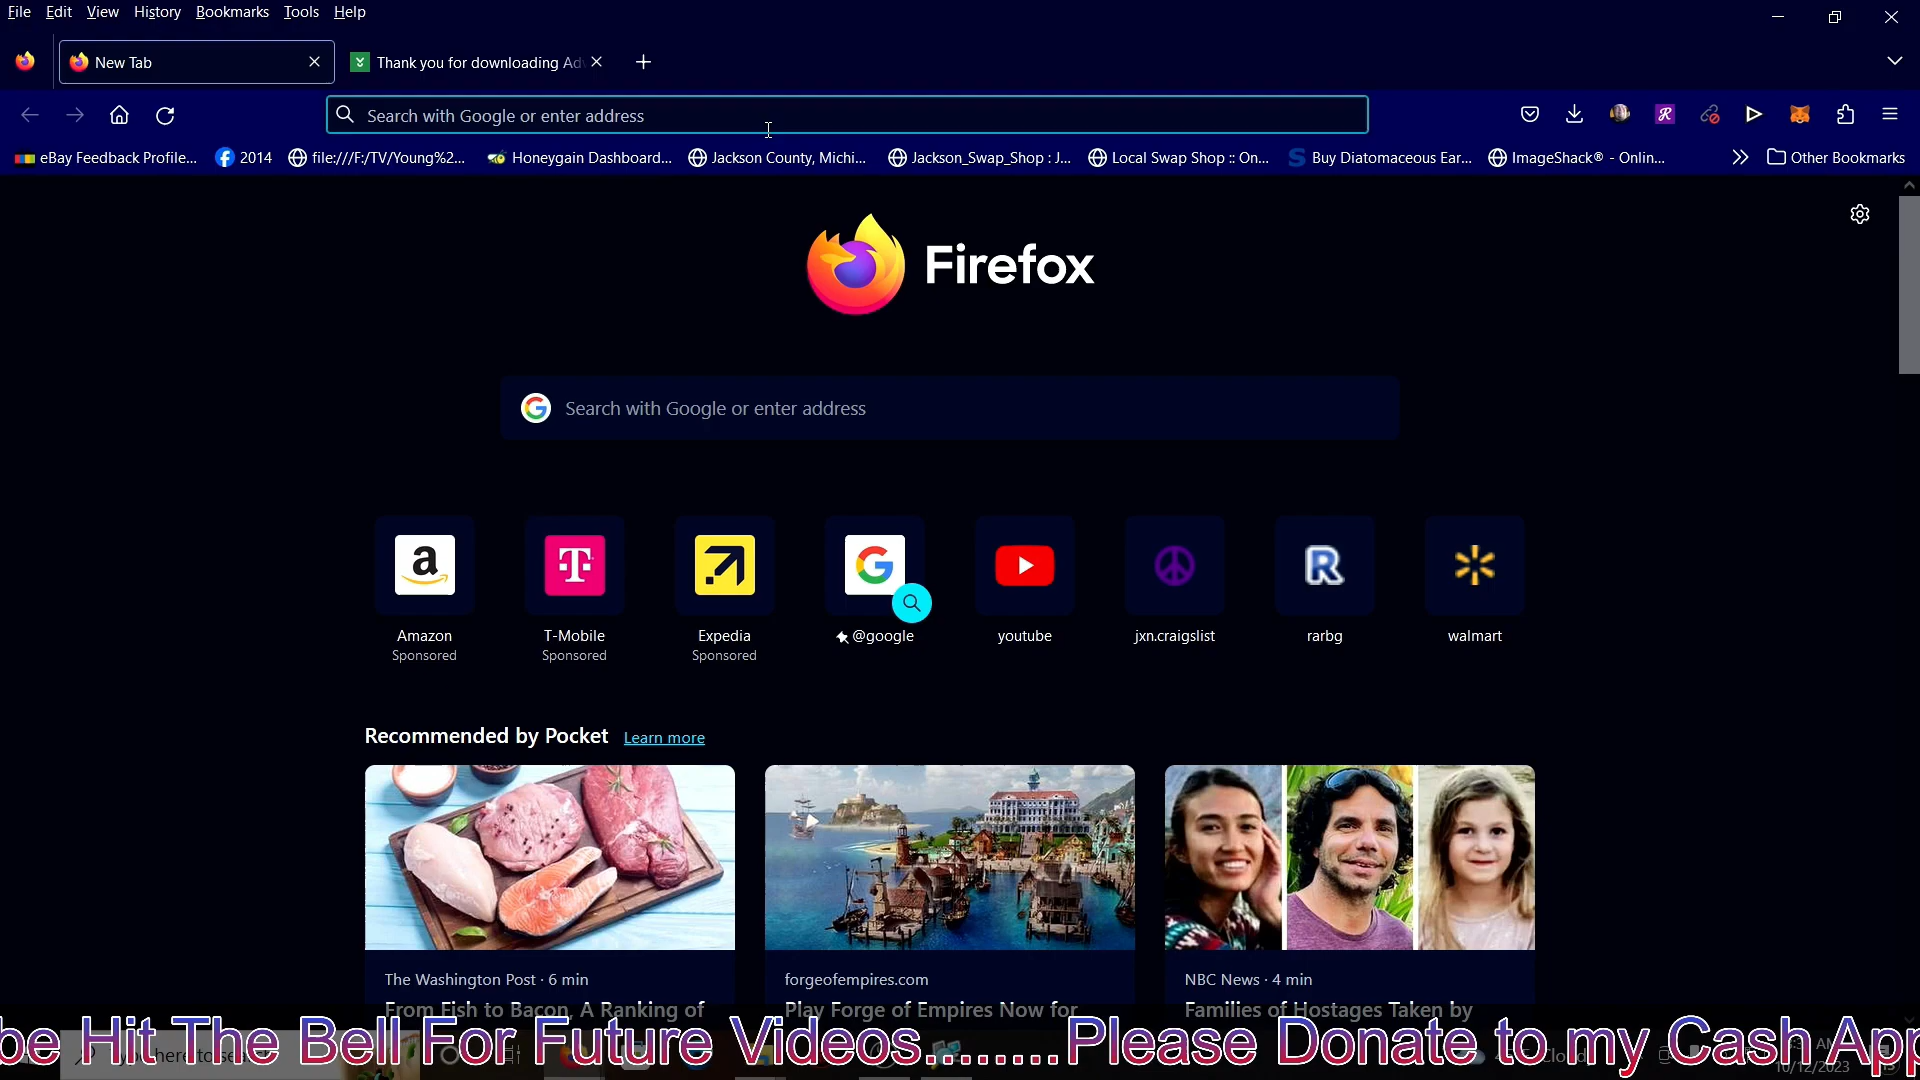 File Edit View History Bookmarks Tools Help
New Tab
Thank you for downloading Ad
Search with Google or enter address
eBay Feedback Profile... 2014 file:///F:/TV/Young%2... Honeygain Dashboard... Jackson County, Michi... Jackson_Swap_Shop : J... Local Swap Shop :: On... Buy Diatomaceous Ear... ImageShack® - Onlin... Other Bookmarks
Firefox
Search with Google or enter address
Amazon T-Mobile Expedia @google youtube jxn.craigslist rarbg walmart
Sponsored Sponsored Sponsored
Recommended by Pocket Learn more
The Washington Post · 6 min
From Fish to Bacon, A Ranking of
forgeofempires.com
Play Forge of Empires Now for
NBC News · 4 min
Families of Hostages Taken by
be Hit The Bell For Future Videos........Please Donate to my Cash App
10/12/2023